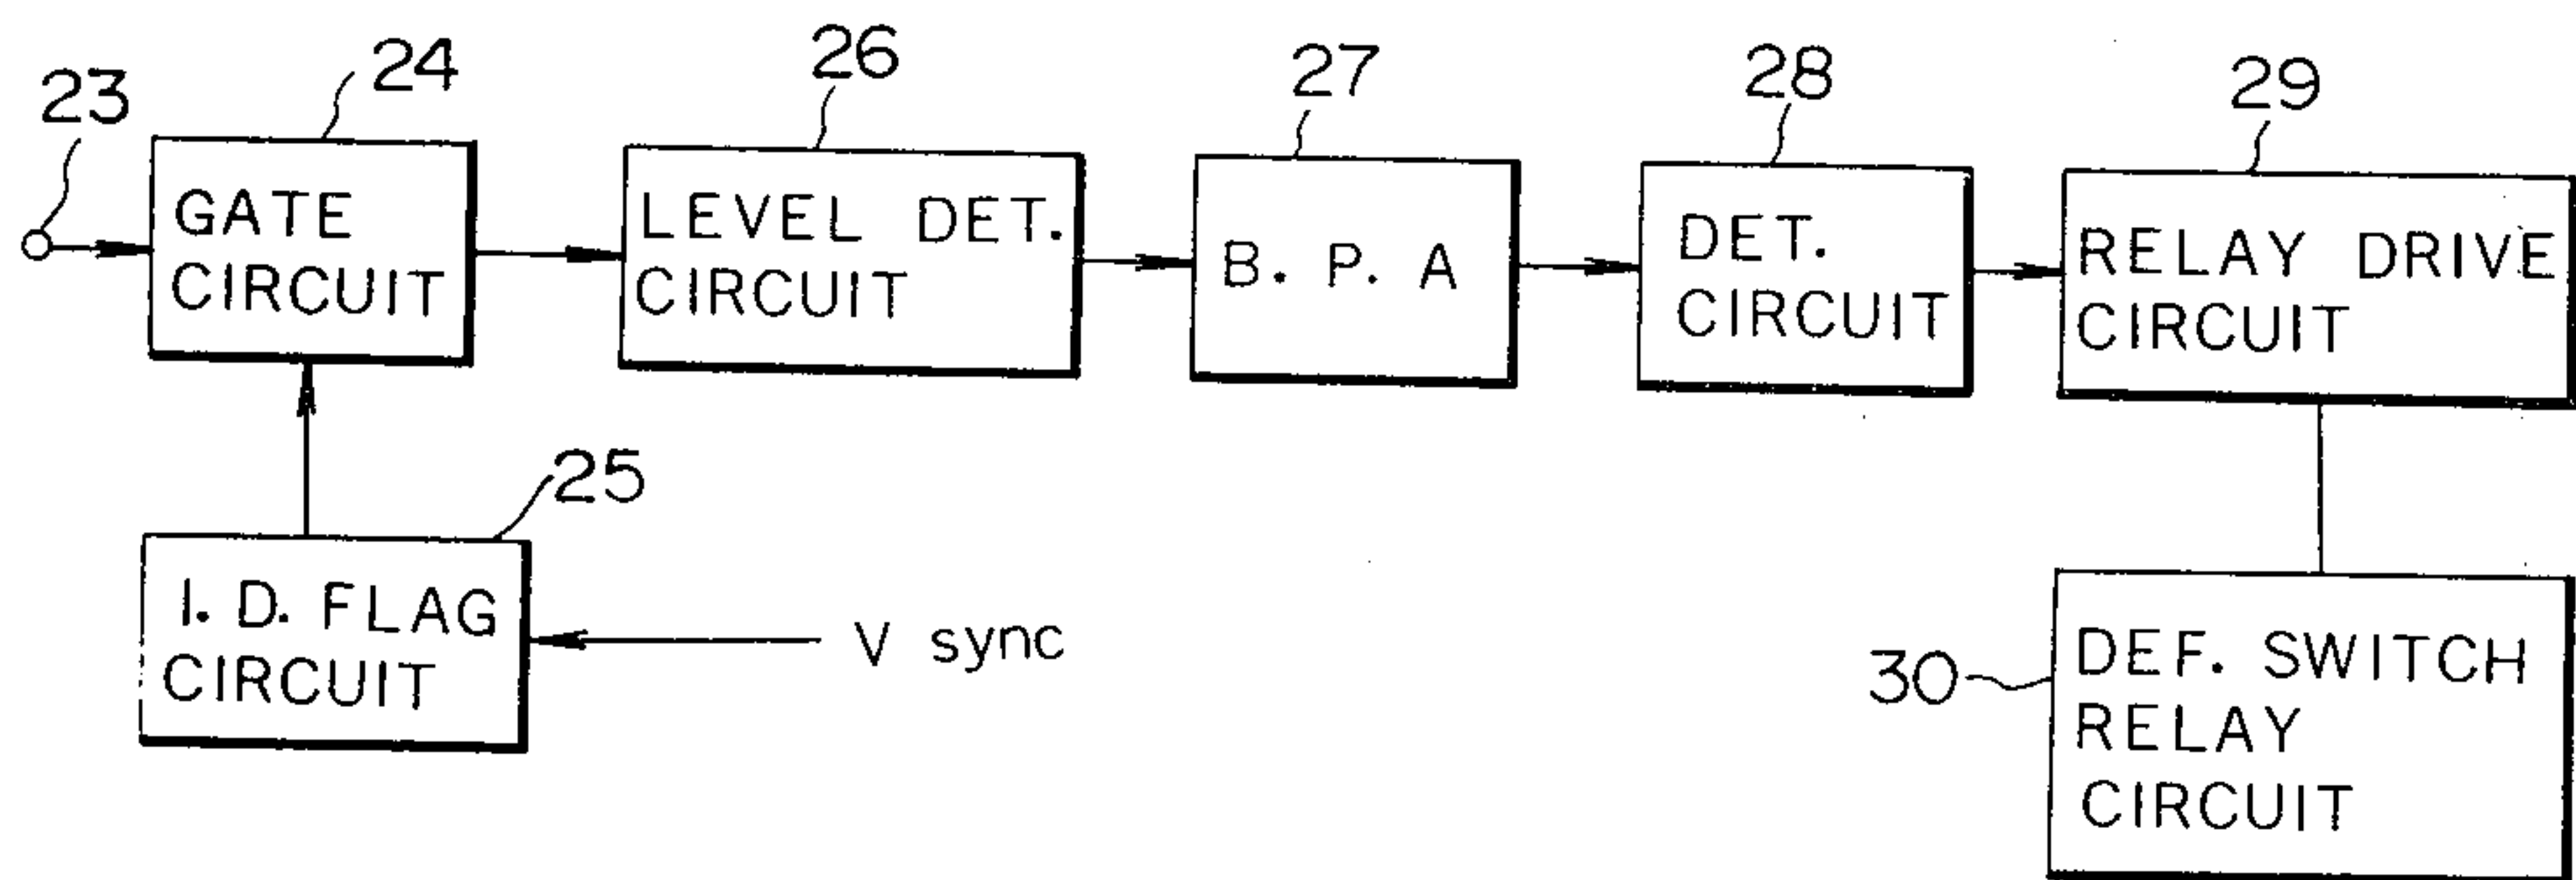 23
24
26
27
28
29
GATE
CIRCUIT
LEVEL DET.
CIRCUIT
B. P. A
DET.
CIRCUIT
RELAY DRIVE
CIRCUIT
25
I. D. FLAG
CIRCUIT
V sync
30
DEF. SWITCH
RELAY
CIRCUIT